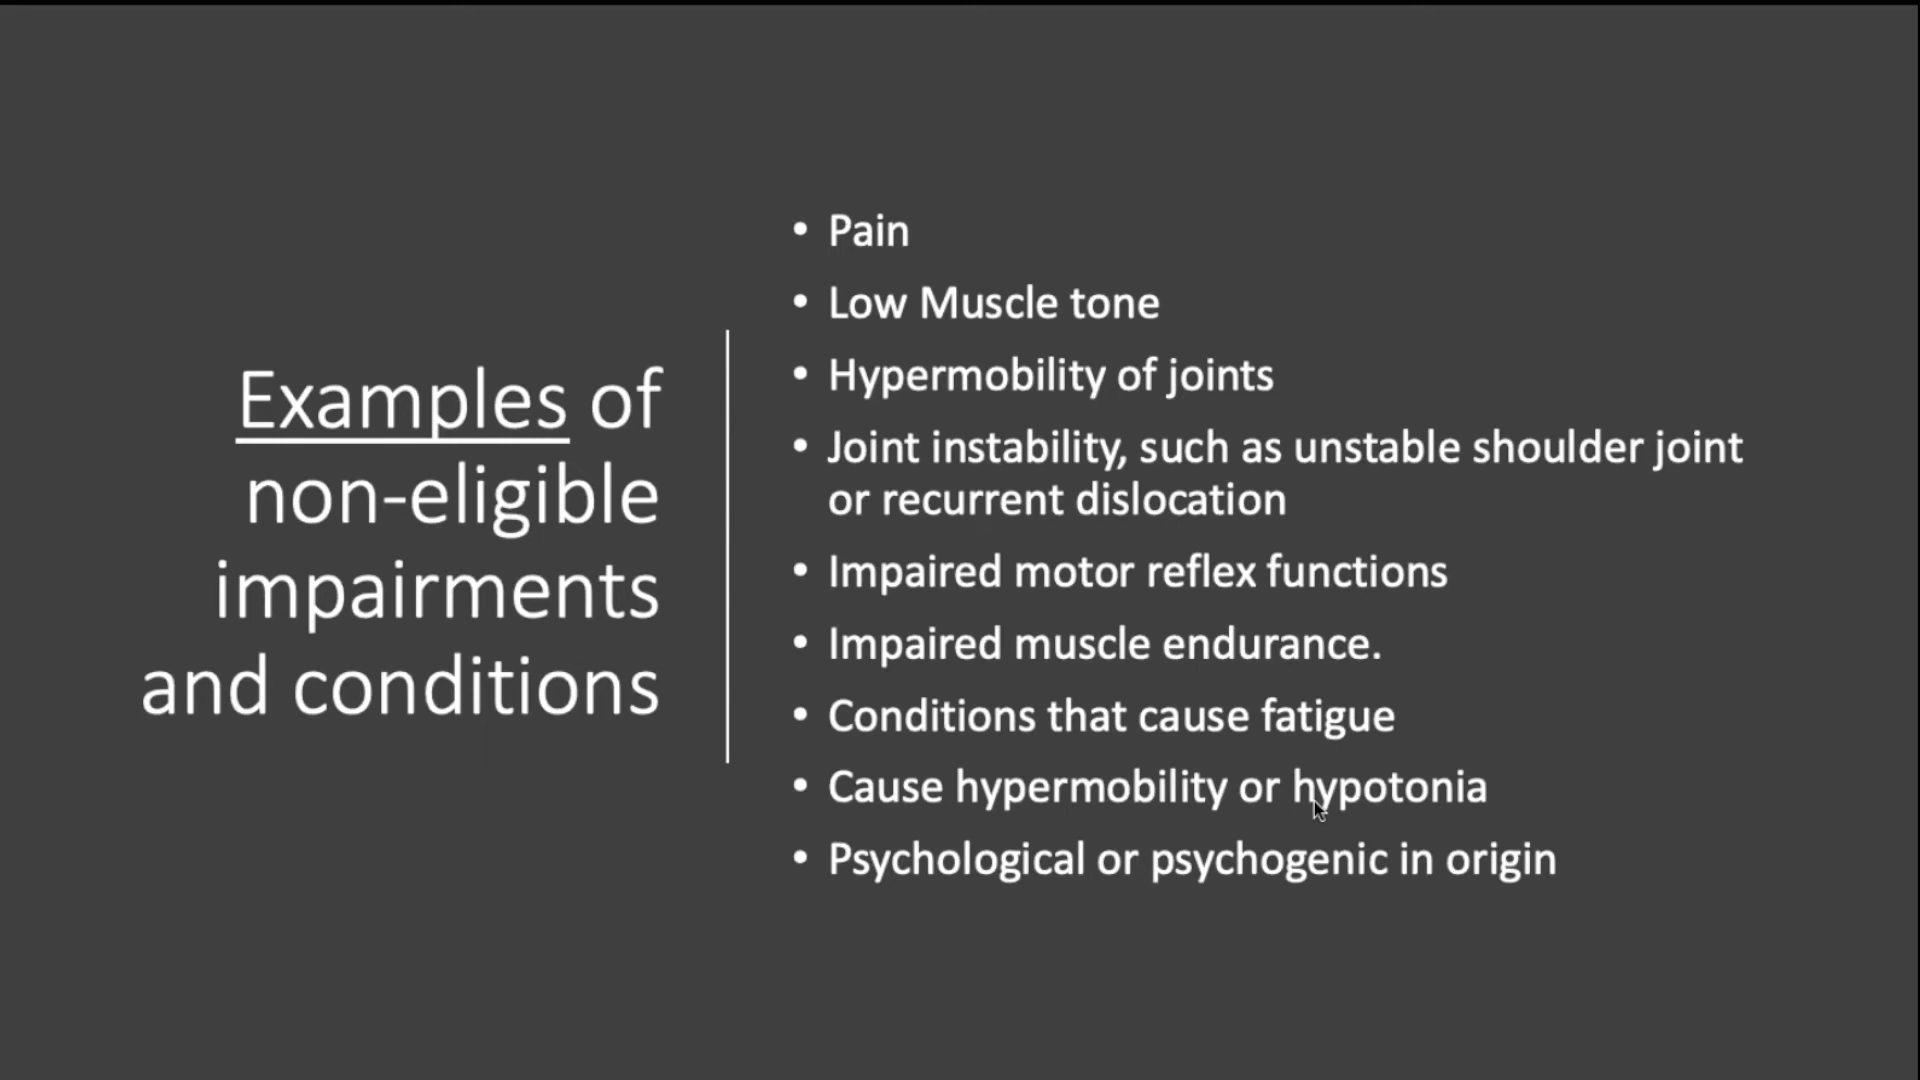 Examples of
non-eligible
impairments
and conditions
• Pain
• Low Muscle tone
• Hypermobility of joints
• Joint instability, such as unstable shoulder joint
or recurrent dislocation
• Impaired motor reflex functions
• Impaired muscle endurance.
• Conditions that cause fatigue
• Cause hypermobility or hypotonia
• Psychological or psychogenic in origin